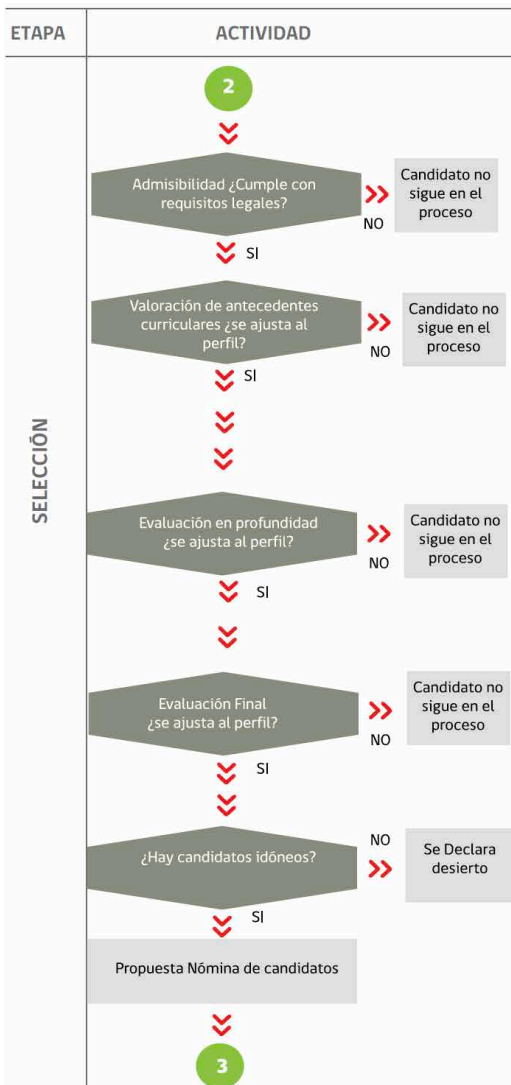 ETAPA
ACTIVIDAD
2
Admisibilidad ¿Cumple con
requisitos legales?
Candidato no
sigue en el
proceso
NO
SI
Valoración de antecedentes
curriculares ¿se ajusta al
perfil?
Candidato no
sigue en el
proceso
NO
SI
SELECCIÓN
Evaluación en profundidad
¿se ajusta al perfil?
Candidato no
sigue en el
proceso
NO
SI
Evaluación Final
¿se ajusta al perfil?
Candidato no
sigue en el
proceso
NO
SI
¿Hay candidatos idóneos?
NO
Se Declara
desierto
SI
Propuesta Nómina de candidatos
3